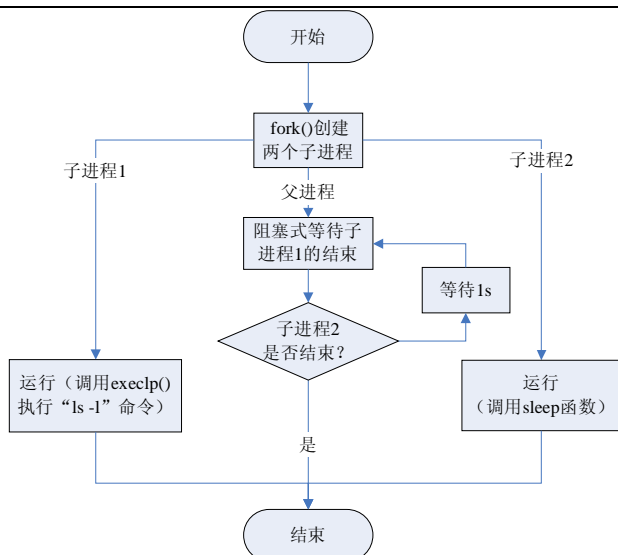 开始
fork()创建
两个子进程
子进程1
子进程2
父进程
阻塞式等待子
进程1的结束
等待1s
子进程2
是否结束?
运行（调用execlp()
执行“ls -l”命令）
运行
（调用sleep函数）
是
结束